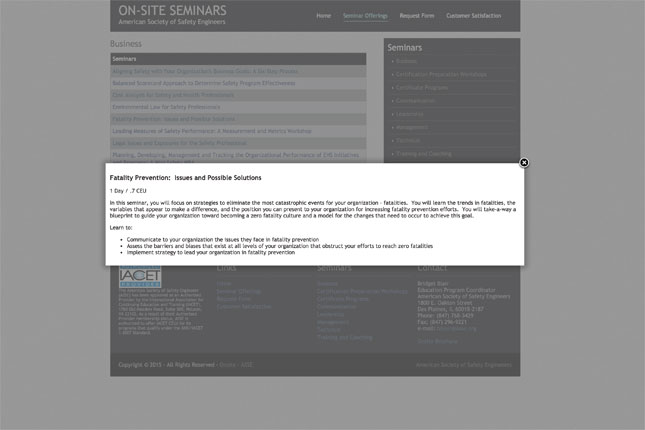 ON-SITE SEMINARS
American Society of Safety Engineers
Home Seminar Offerings Request Form Customer Satisfaction
Business
Seminars
Aligning Safety with Your Organization's Business Goals: A Six Step Process
Balanced Scorecard Approach to Determine Safety Program Effectiveness
Cost Analysis for Safety and Health Professionals
Environmental Law for Safety Professionals
Fatality Prevention: Issues and Possible Solutions
Leading Measures of Safety Performance: A Measurement and Metrics Workshop
Legal Issues and Exposures for the Safety Professional
Planning, Developing, Managing and Tracking the Organizational Performance of EHS Initiatives
Seminars
Business
Certification Preparation Workshops
Certificate Programs
Communication
Leadership
Management
Technical
Training and Coaching
Fatality Prevention: Issues and Possible Solutions
1 Day / .7 CEU
In this seminar, you will focus on strategies to eliminate the most catastrophic events for your organization - fatalities. You will learn the trends in fatalities, the
variables that appear to make a difference, and the position you can present to your organization for increasing fatality prevention efforts. You will take-a-way a
blueprint to guide your organization toward becoming a zero fatality culture and a model for the changes that need to occur to achieve this goal.
Learn to:
Communicate to your organization the issues they face in fatality prevention
Assess the barriers and biases that exist at all levels of your organization that obstruct your efforts to reach zero fatalities
Implement strategy to lead your organization in fatality prevention
IACET
Links
Home
Seminar Offerings
Request Form
Customer Satisfaction
Seminars
Business
Certification Preparation Workshops
Certificate Programs
Communication
Leadership
Management
Technical
Training and Coaching
Contact
Bridget Blair
Education Program Coordinator
American Society of Safety Engineers
1800 E. Oakton Street
Des Plaines, IL 60018-2187
Phone: (847) 768-3409
Fax: (847) 296-9221
Copyright © 2015 - All Rights Reserved -
American Society of Safety Engineers